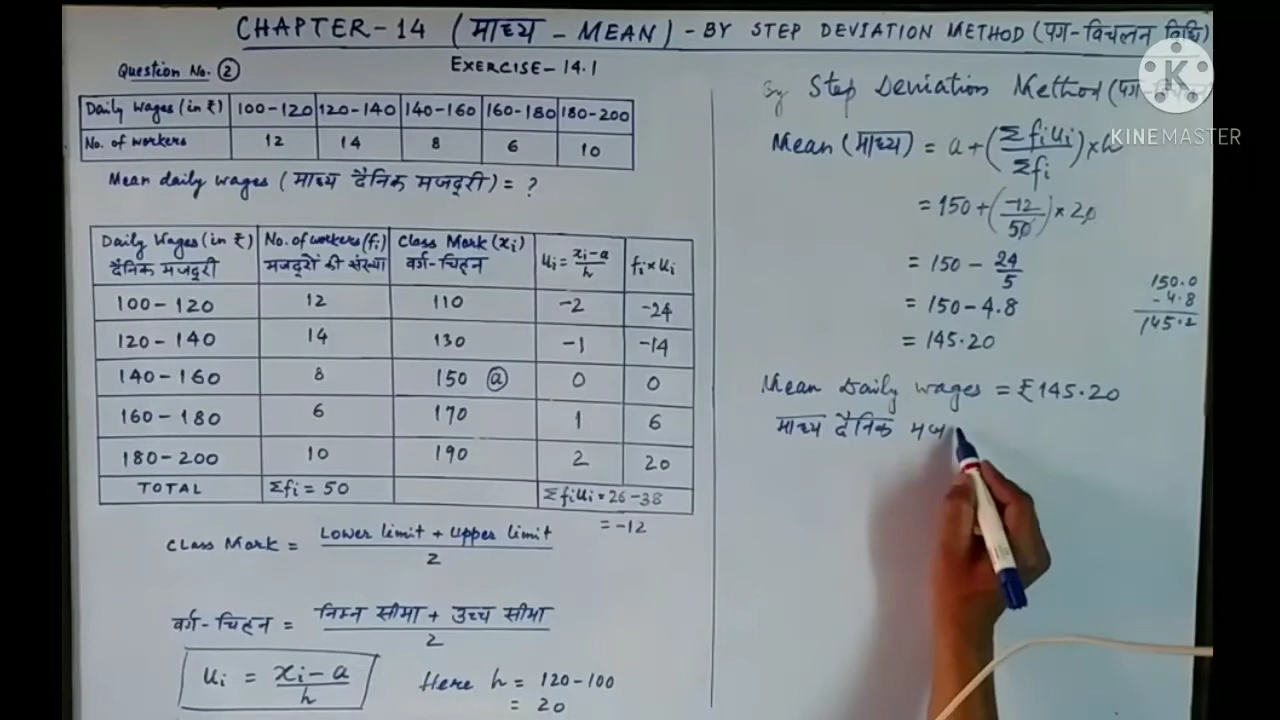 CHAPTER-14 (माध्य - MEAN) - BY STEP DEVIATION METHOD (पग-विचलन विधि)
EXERCISE-14.1
Question No. ②
Daily wages (in ₹) 100-120 120-140 140-160 160-180 180-200
No. of workers 12 14 8 6 10
Mean daily wages (माध्य दैनिक मजदूरी) = ?
Daily Wages (in ₹) No. of workers (fi) Class Mark (xi) ui = xi-a/h fi×ui
दैनिक मजदूरी मजदूरों की संख्या वर्ग-चिहन
100-120 12 110 -2 -24
120-140 14 130 -1 -14
140-160 8 150 ⓐ 0 0
160-180 6 170 1 6
180-200 10 190 2 20
TOTAL Σfi = 50 Σfiui = 26-38
= -12
Class Mark = Lower limit + Upper limit / 2
वर्ग-चिहन = निम्न सीमा + उच्च सीमा / 2
ui = xi-a/h
Here h = 120-100
= 20
By Step Deviation Method (पग-
KINEMASTER
Mean (माध्य) = a+(Σfiui/Σfi)×h
= 150+(-12/50)×20
= 150 - 24/5
= 150-4.8
= 145.20
150.0
-4.8
145.2
Mean Daily wages = ₹145.20
माध्य दैनिक मज